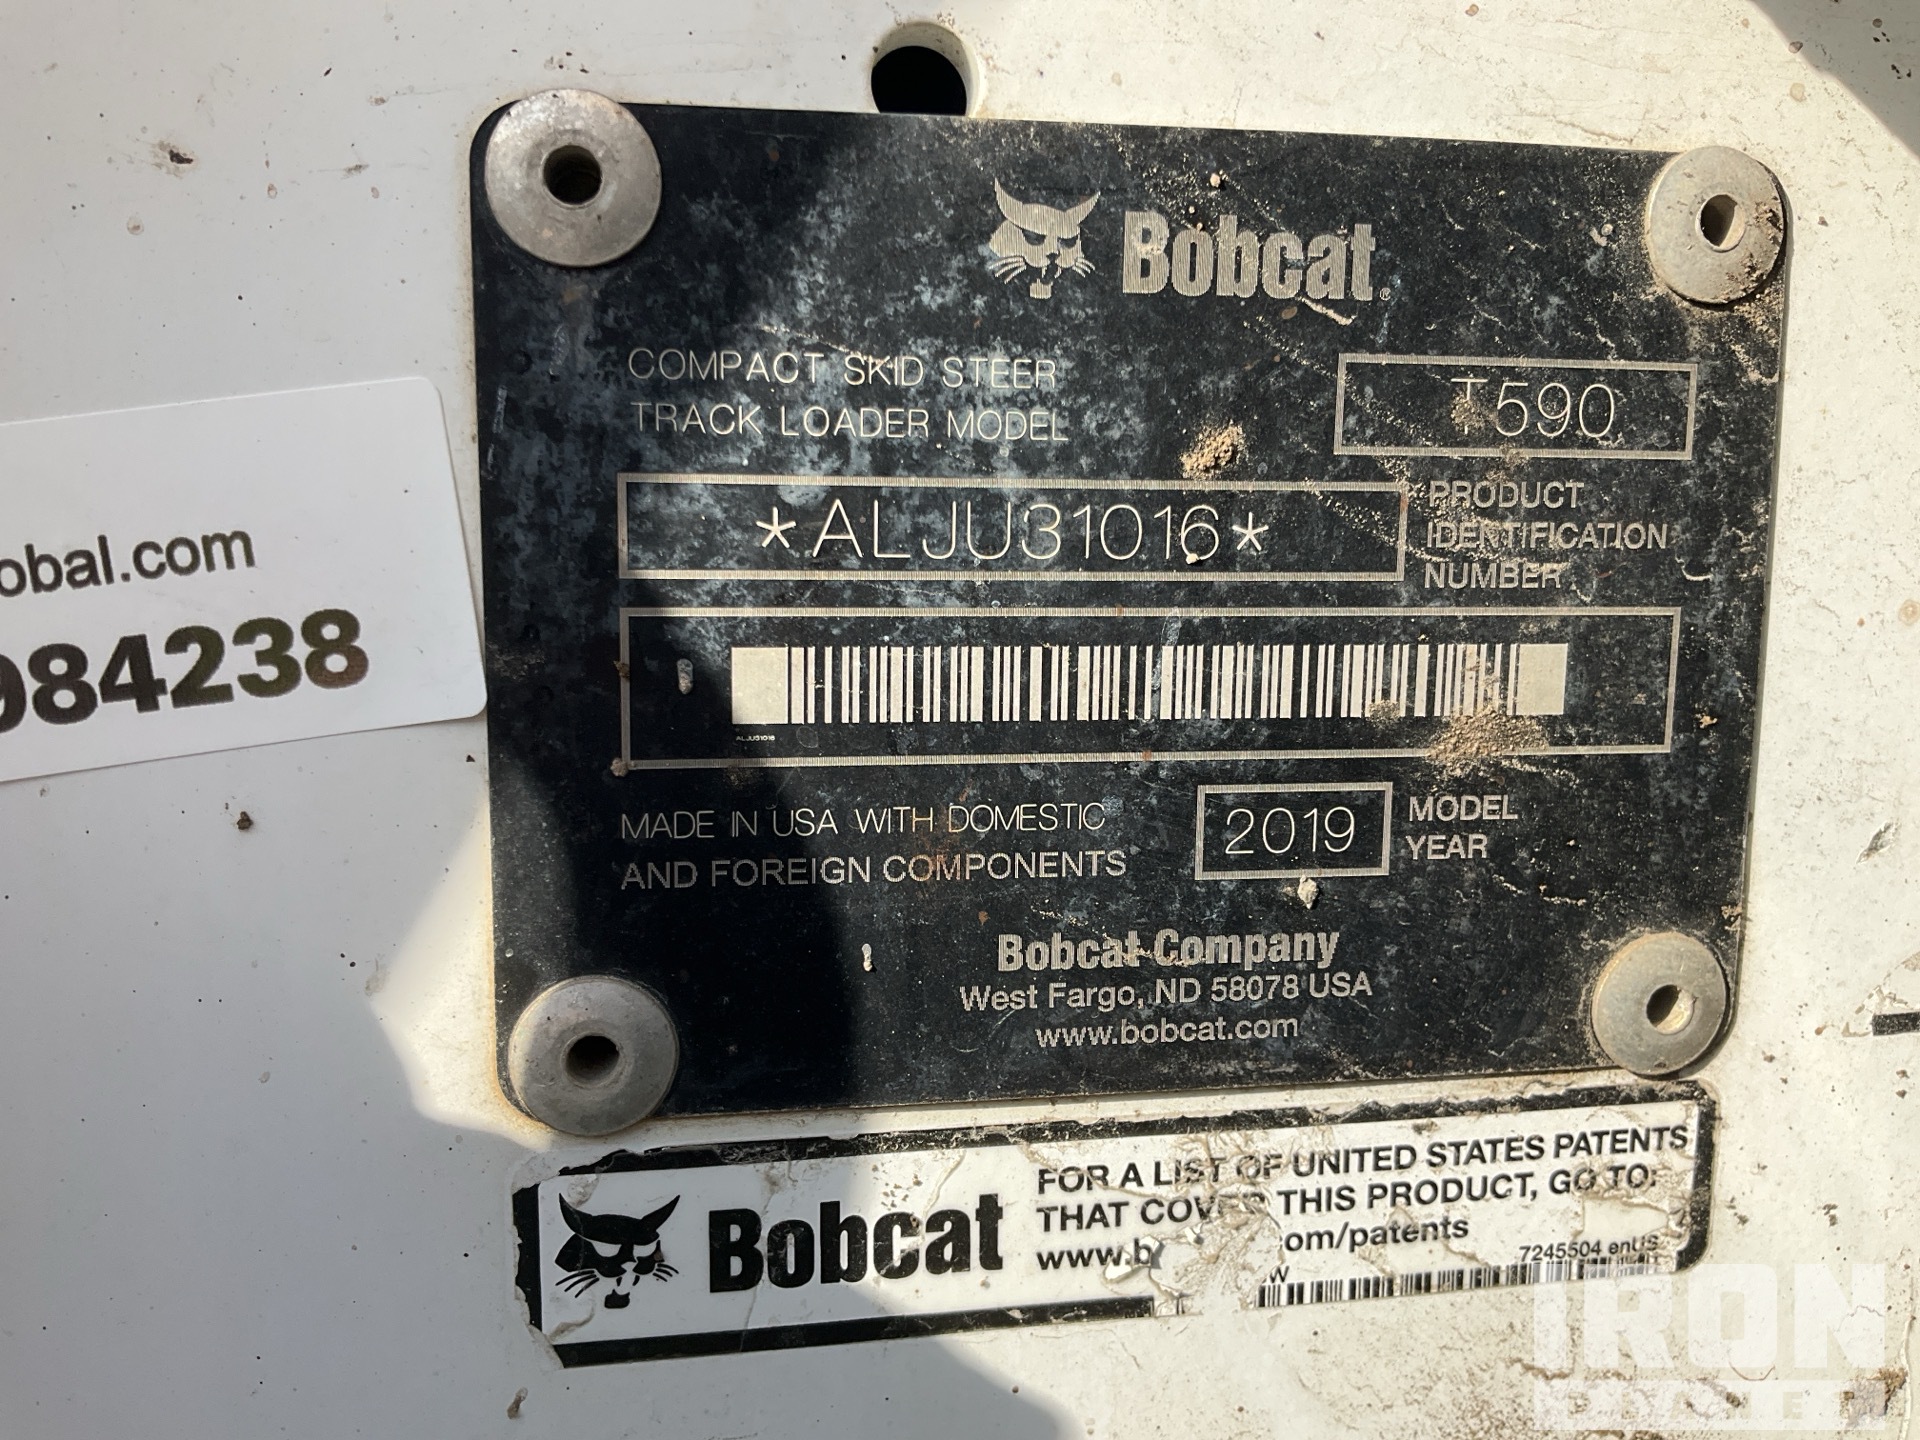 Bobcat®
COMPACT SKID STEER
TRACK LOADER MODEL
T590
*ALJU31016*
PRODUCT
IDENTIFICATION
NUMBER
ALJU31016
MADE IN USA WITH DOMESTIC
AND FOREIGN COMPONENTS
2019
MODEL
YEAR
Bobcat Company
West Fargo, ND 58078 USA
www.bobcat.com
obal.com
984238
Bobcat
FOR A LIST OF UNITED STATES PATENTS
THAT COVER THIS PRODUCT, GO TO:
www.b om/patents
7245504 enUS
IRON